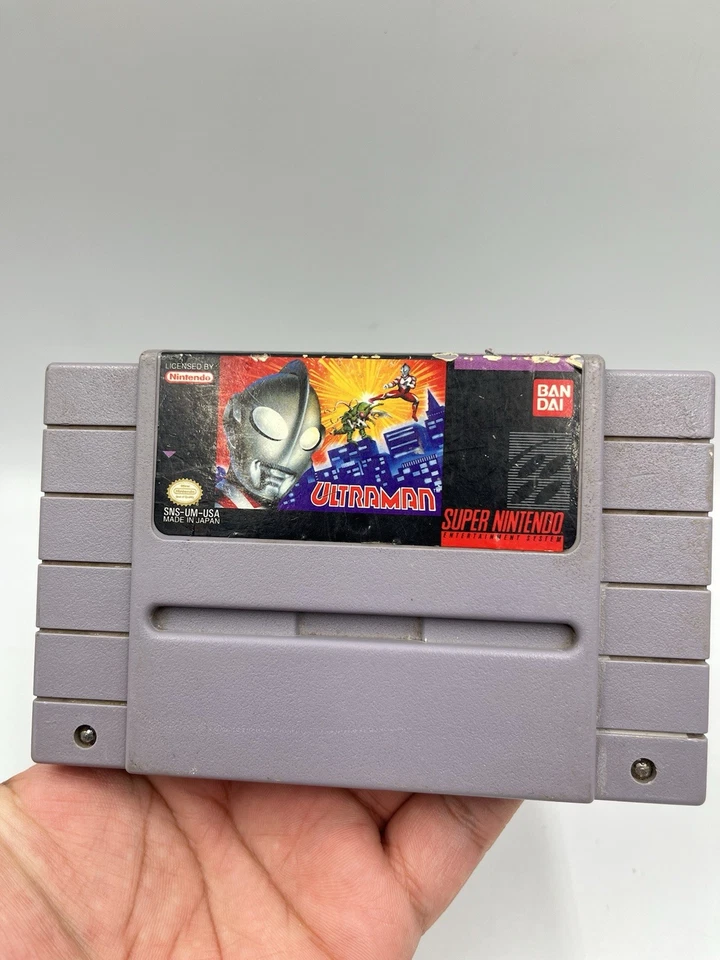 LICENSED BY
Nintendo
BAN
DAI
ULTRAMAN
SNS-UM-USA
MADE IN JAPAN
SUPER NINTENDO
ENTERTAINMENT SYSTEM